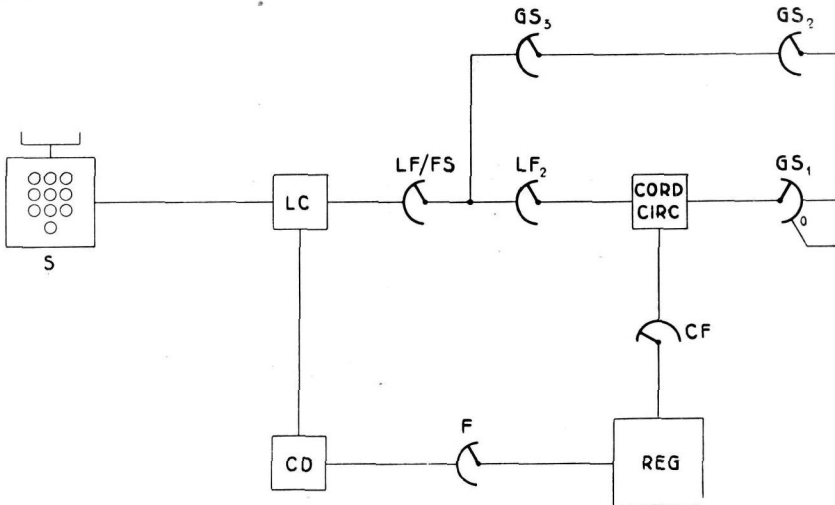 GS₃
GS₂
LF/FS
LF₂
GS₁
LC
CORD
CIRC
0
S
CF
F
CD
REG